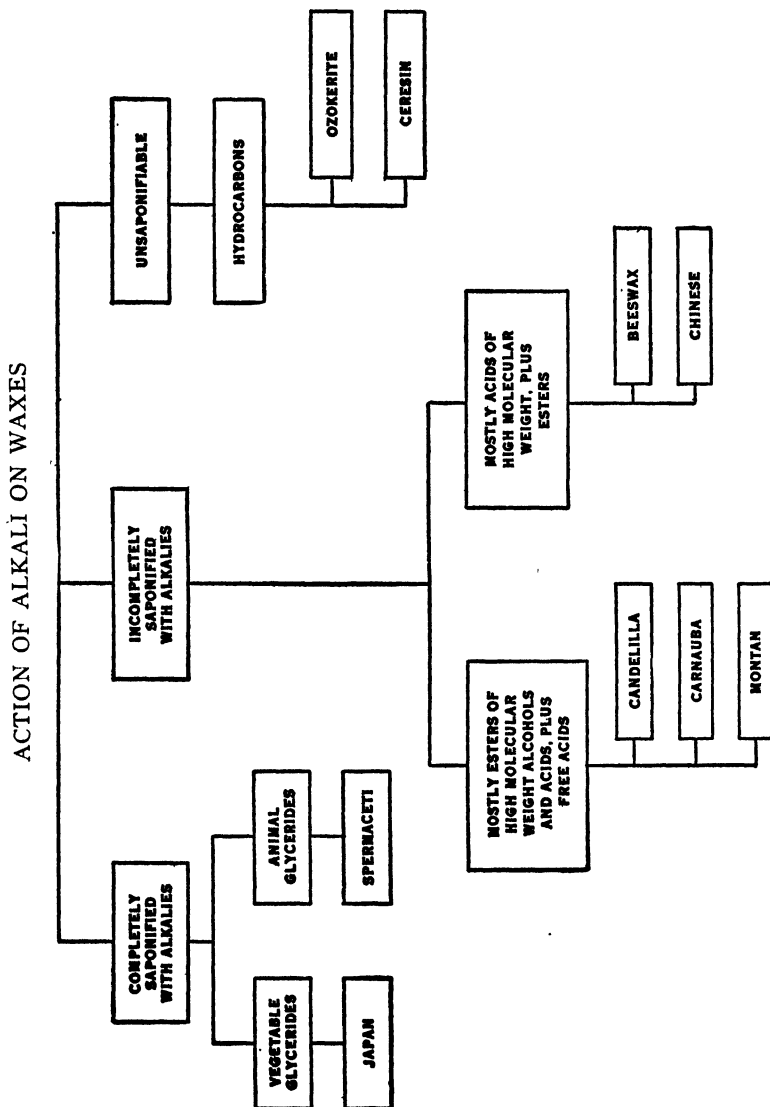 ACTION OF ALKALI ON WAXES
COMPLETELY
SAPONIFIED
WITH ALKALIES
VEGETABLE
GLYCERIDES
JAPAN
ANIMAL
GLYCERIDES
SPERMACETI
INCOMPLETELY
SAPONIFIED
WITH ALKALIES
MOSTLY ESTERS OF
HIGH MOLECULAR
WEIGHT ALCOHOLS
AND ACIDS, PLUS
FREE ACIDS
CANDELILLA
CARNAUBA
MONTAN
MOSTLY ACIDS OF
HIGH MOLECULAR
WEIGHT, PLUS
ESTERS
BEESWAX
CHINESE
UNSAPONIFIABLE
HYDROCARBONS
OZOKERITE
CERESIN